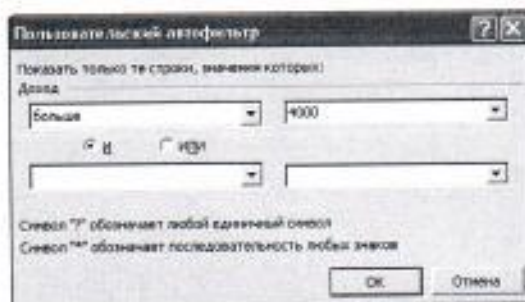 Пользовательский автофильтр
Показать только те строки, значения которых:
Доход
больше 4000
И ИЛИ
Символ "?" обозначает любой единичный символ
Символ "*" обозначает последовательность любых знаков
ОК Отмена